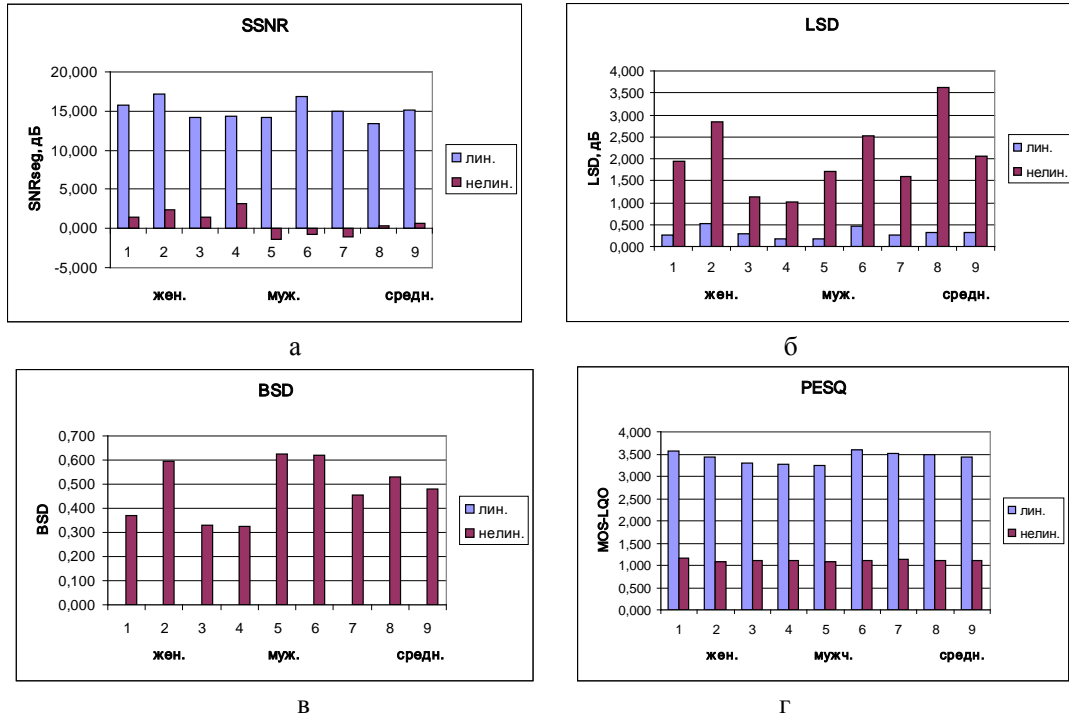 SSNR
20,000
15,000
10,000
5,000
0,000
-5,000
SNRseg, дБ
1 2 3 4 5 6 7 8 9
жен. муж. средн.
лин.
нелин.
а
LSD
4,000
3,500
3,000
2,500
2,000
1,500
1,000
0,500
0,000
LSD, дБ
1 2 3 4 5 6 7 8 9
жен. муж. средн.
лин.
нелин.
б
BSD
0,700
0,600
0,500
0,400
0,300
0,200
0,100
0,000
BSD
1 2 3 4 5 6 7 8 9
жен. муж. средн.
лин.
нелин.
в
PESQ
4,000
3,500
3,000
2,500
2,000
1,500
1,000
0,500
0,000
MOS-LQO
1 2 3 4 5 6 7 8 9
жен. мужч. средн.
лин.
нелин.
г